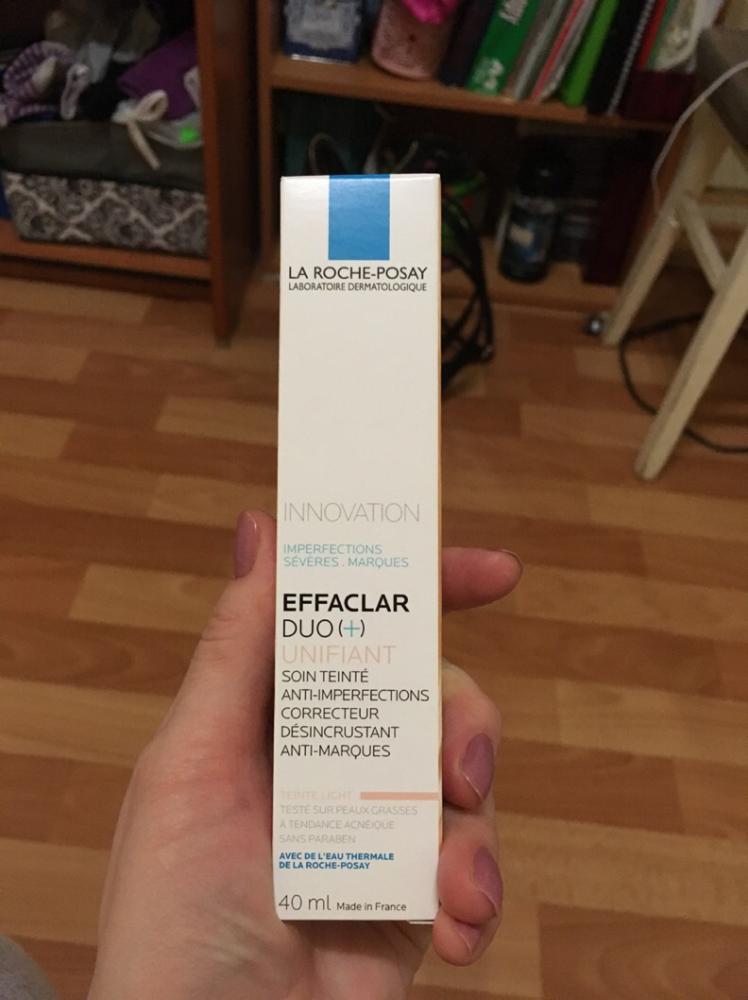 LA ROCHE-POSAY
LABORATOIRE DERMATOLOGIQUE
INNOVATION
IMPERFECTIONS
SÉVÈRES . MARQUES
EFFACLAR
DUO (+)
UNIFIANT
SOIN TEINTÉ
ANTI-IMPERFECTIONS
CORRECTEUR
DÉSINCRUSTANT
ANTI-MARQUES
TEINTE LIGHT
TESTÉ SUR PEAUX GRASSES
À TENDANCE ACNÉIQUE
SANS PARABEN
AVEC DE L'EAU THERMALE
DE LA ROCHE-POSAY
40 ml Made in France